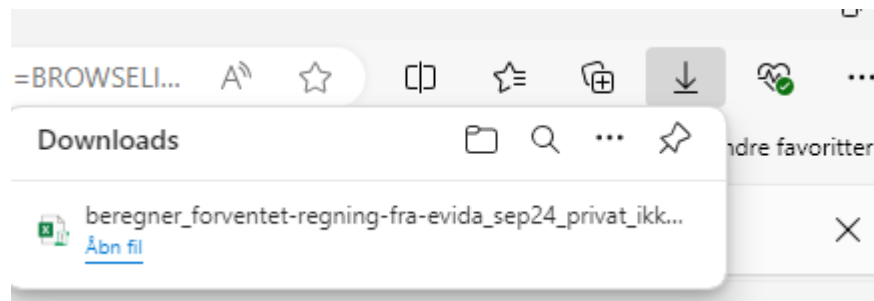 =BROWSELI...
Downloads
ndre favoritter
beregner_forventet-regning-fra-evida_sep24_privat_ikk...
Åbn fil